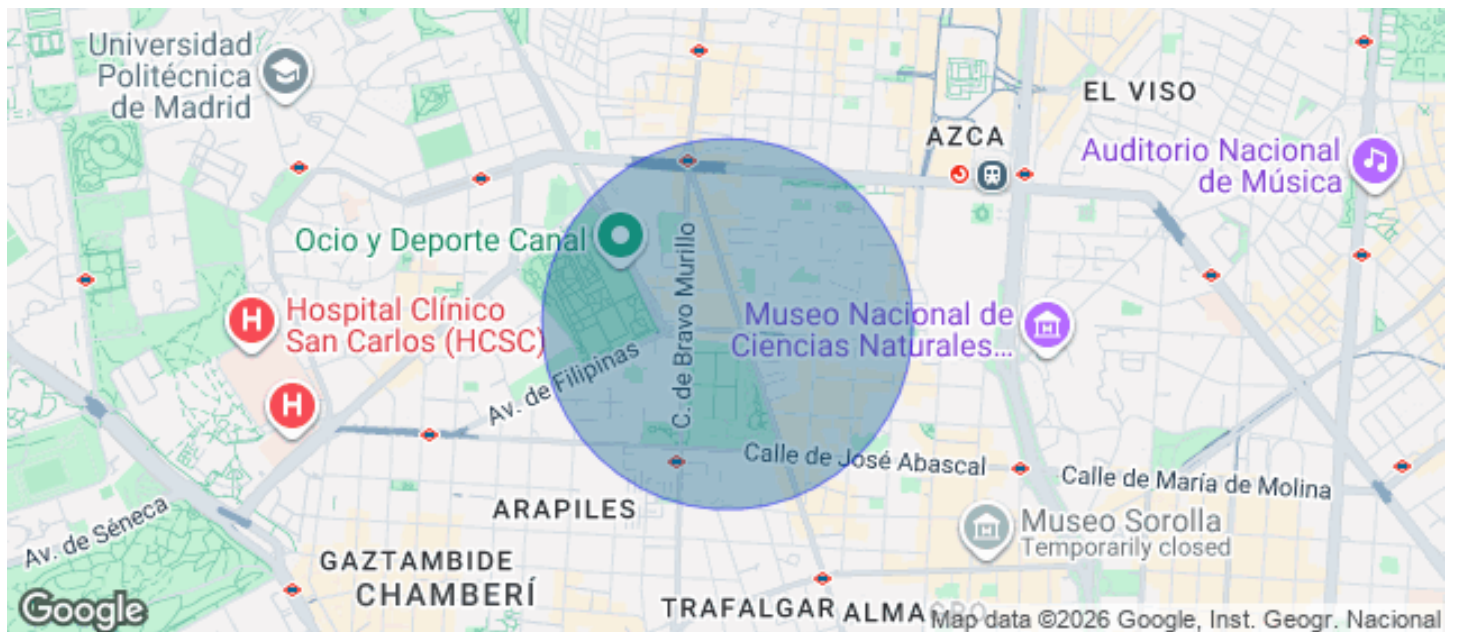 Universidad
Politécnica
de Madrid
EL VISO
AZCA
Auditorio Nacional
de Música
Ocio y Deporte Canal
C. de Bravo Murillo
H
Hospital Clínico
San Carlos (HCSC)
Museo Nacional de
Ciencias Naturales...
Av. de Filipinas
H
Calle de José Abascal
Calle de María de Molina
ARAPILES
Av. de Séneca
Museo Sorolla
Temporarily closed
GAZTAMBIDE
CHAMBERÍ
TRAFALGAR
Google
Map data ©2026 Google, Inst. Geogr. Nacional